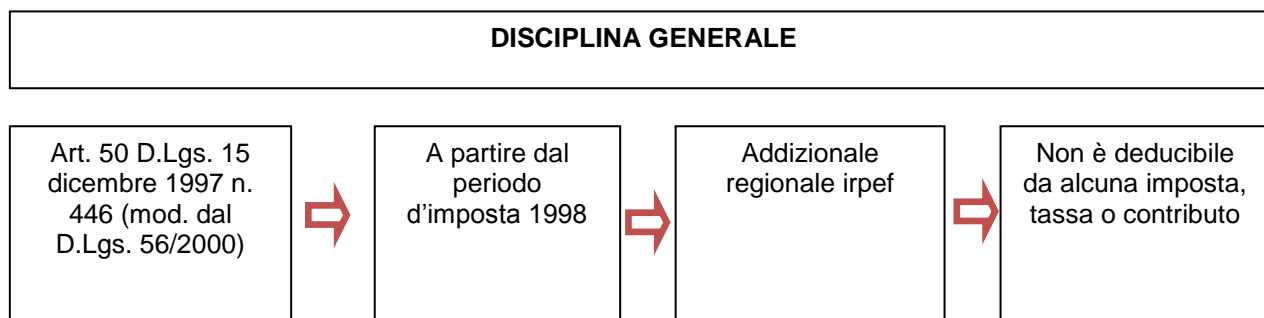 DISCIPLINA GENERALE
Art. 50 D.Lgs. 15
dicembre 1997 n.
446 (mod. dal
D.Lgs. 56/2000)
A partire dal
periodo
d'imposta 1998
Addizionale
regionale irpef
Non è deducibile
da alcuna imposta,
tassa o contributo